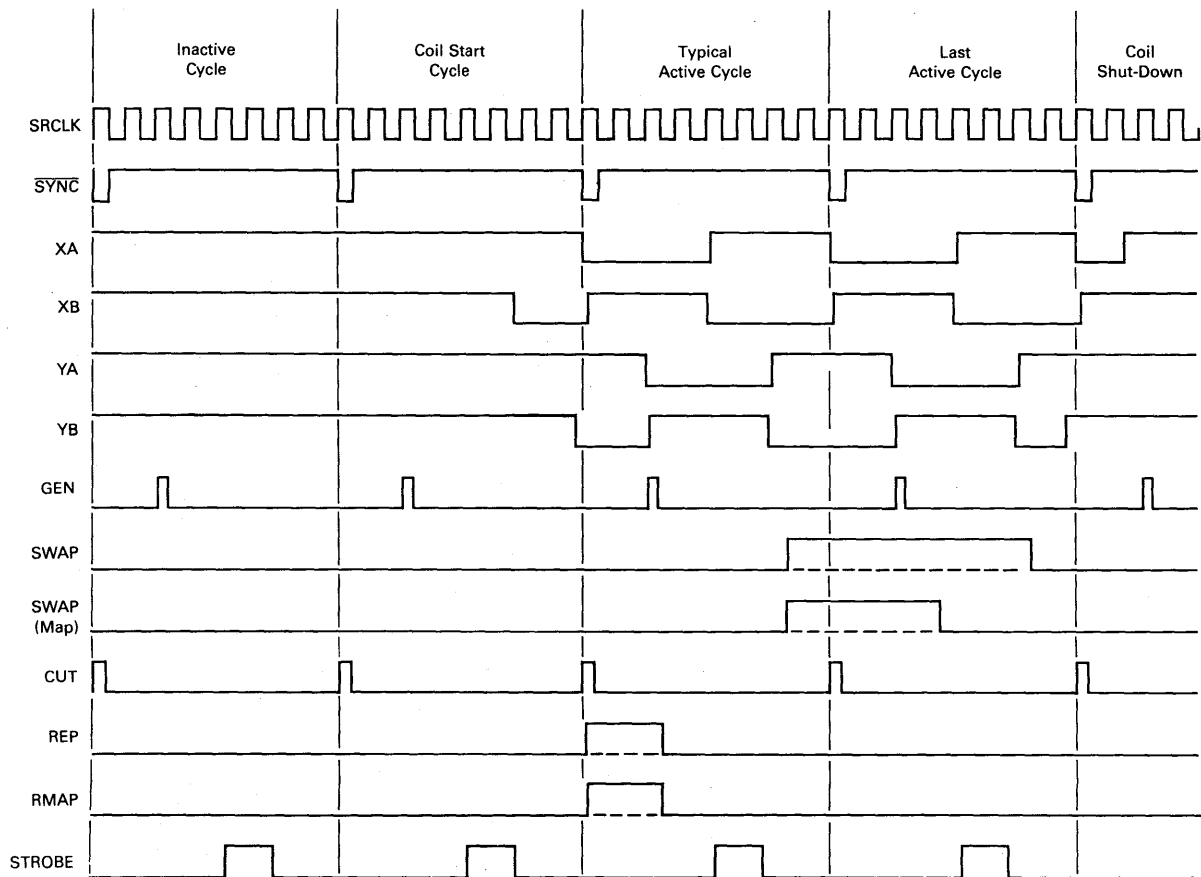 Inactive
Cycle
Coil Start
Cycle
Typical
Active Cycle
Last
Active Cycle
Coil
Shut-Down
SRCLK
SYNC
XA
XB
YA
YB
GEN
SWAP
SWAP
(Map)
CUT
REP
RMAP
STROBE